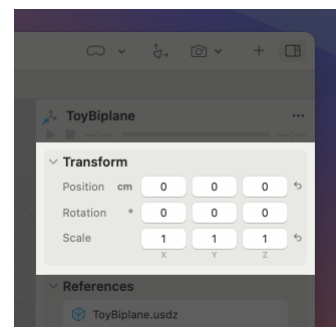 ToyBiplane
Transform
Position cm 0 0 0
Rotation ° 0 0 0
Scale 1 1 1
X Y Z
References
ToyBiplane.usdz